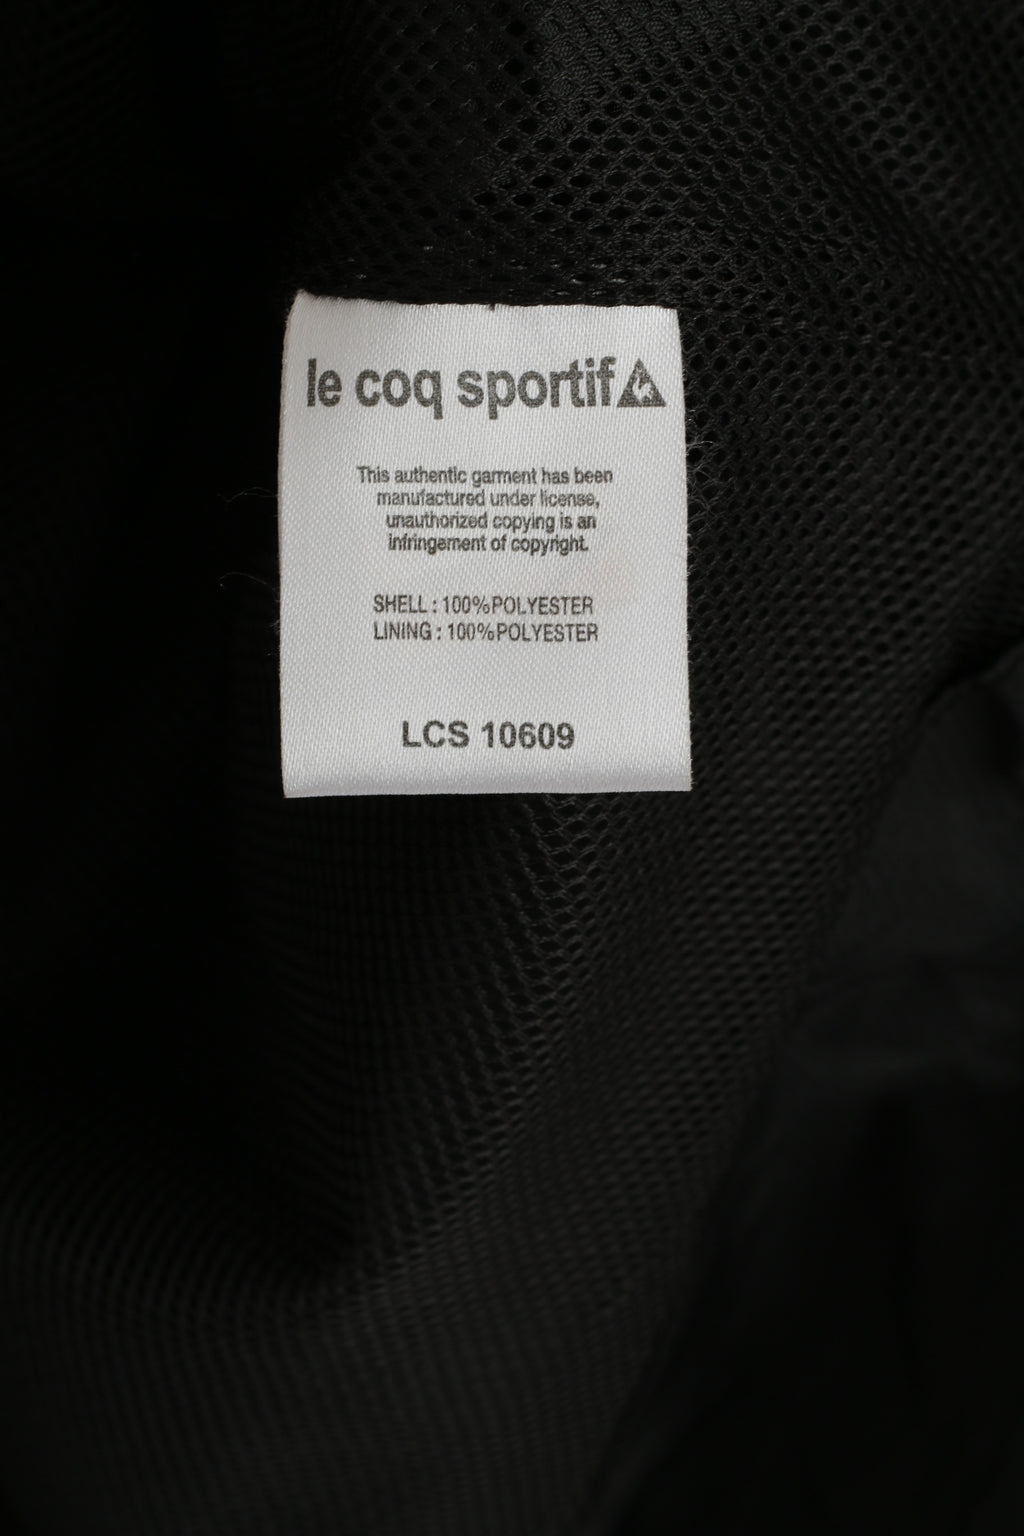 le coq sportif
This authentic garment has been
manufactured under license,
unauthorized copying is an
infringement of copyright.
SHELL : 100%POLYESTER
LINING : 100%POLYESTER
LCS 10609